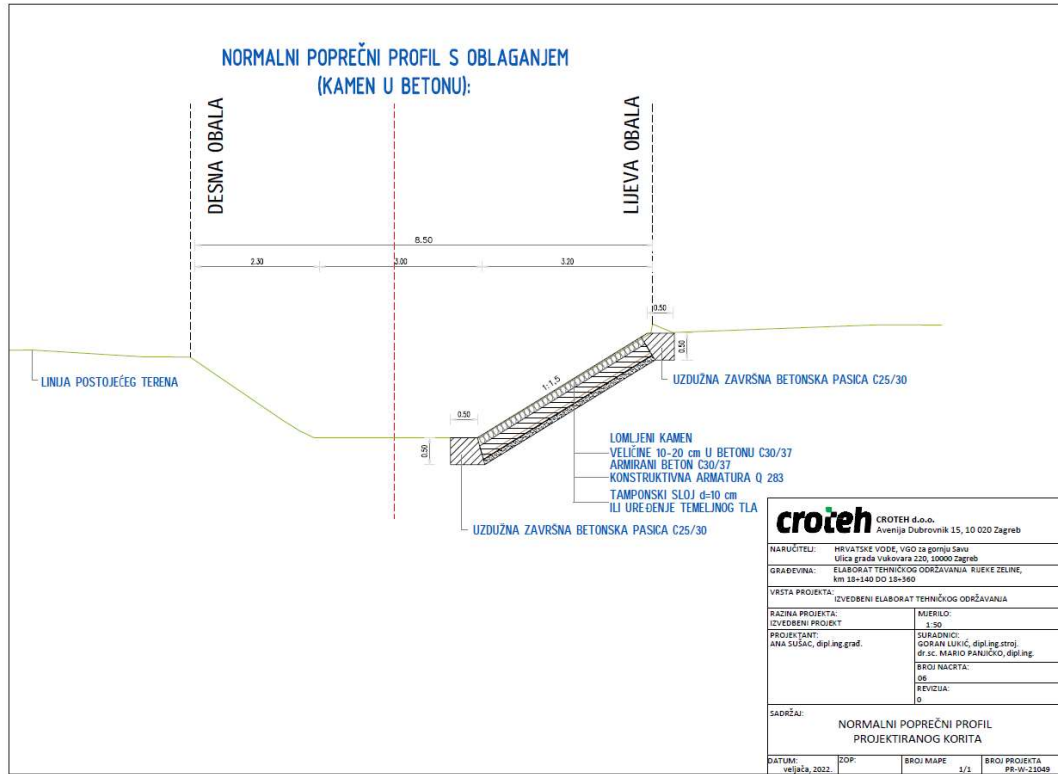 NORMALNI POPREČNI PROFIL S OBLAGANJEM
(KAMEN U BETONU):
DESNA OBALA
LIJEVA OBALA
8.50
2.30
3.00
3.20
0.50
0.50
LINIJA POSTOJEĆEG TERENA
1:1,5
UZDUŽNA ZAVRŠNA BETONSKA PASICA C25/30
0.50
0.50
LOMLJENI KAMEN
VELIČINE 10-20 cm U BETONU C30/37
ARMIRANI BETON C30/37
KONSTRUKTIVNA ARMATURA Q 283
TAMPONSKI SLOJ d=10 cm
ILI UREĐENJE TEMELJNOG TLA
UZDUŽNA ZAVRŠNA BETONSKA PASICA C25/30
croteh CROTEH d.o.o.
Avenija Dubrovnik 15, 10 020 Zagreb
NARUČITELJ: HRVATSKE VODE, VGO za gornju Savu
Ulica grada Vukovara 220, 10000 Zagreb
GRAĐEVINA: ELABORAT TEHNIČKOG ODRŽAVANJA RIJEKE ZELINE,
km 18+140 DO 18+360
VRSTA PROJEKTA:
IZVEDBENI ELABORAT TEHNIČKOG ODRŽAVANJA
RAZINA PROJEKTA:
IZVEDBENI PROJEKT
MJERILO:
1:50
PROJEKTANT:
ANA SUŠAC, dipl.ing.građ.
SURADNICI:
GORAN LUKIĆ, dipl.ing.stroj.
dr.sc. MARIO PANJIČKO, dipl.ing.
BROJ NACRTA:
06
REVIZIJA:
0
SADRŽAJ:
NORMALNI POPREČNI PROFIL
PROJEKTIRANOG KORITA
DATUM:
veljača, 2022.
ZOP:
BROJ MAPE
1/1
BROJ PROJEKTA
PR-W-21049